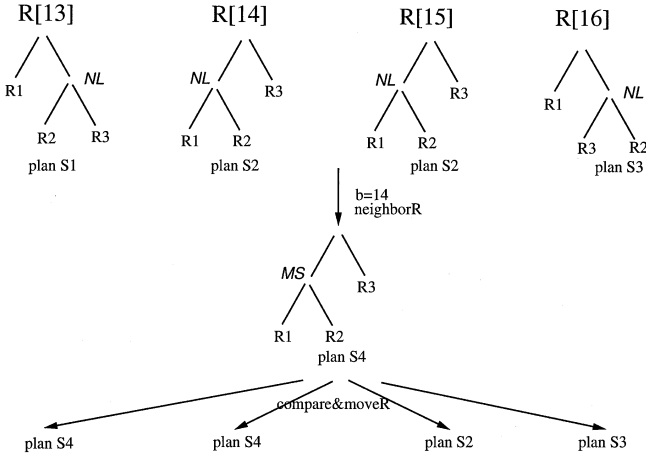 R[13] R[14] R[15] R[16]
NL NL NL NL
R1 R3 R3 R1
R2 R3 R1 R2 R1 R2 R3 R2
plan S1 plan S2 plan S2 plan S3
b=14
neighborR
MS
R3
R1 R2
plan S4
compare&moveR
plan S4 plan S4 plan S2 plan S3